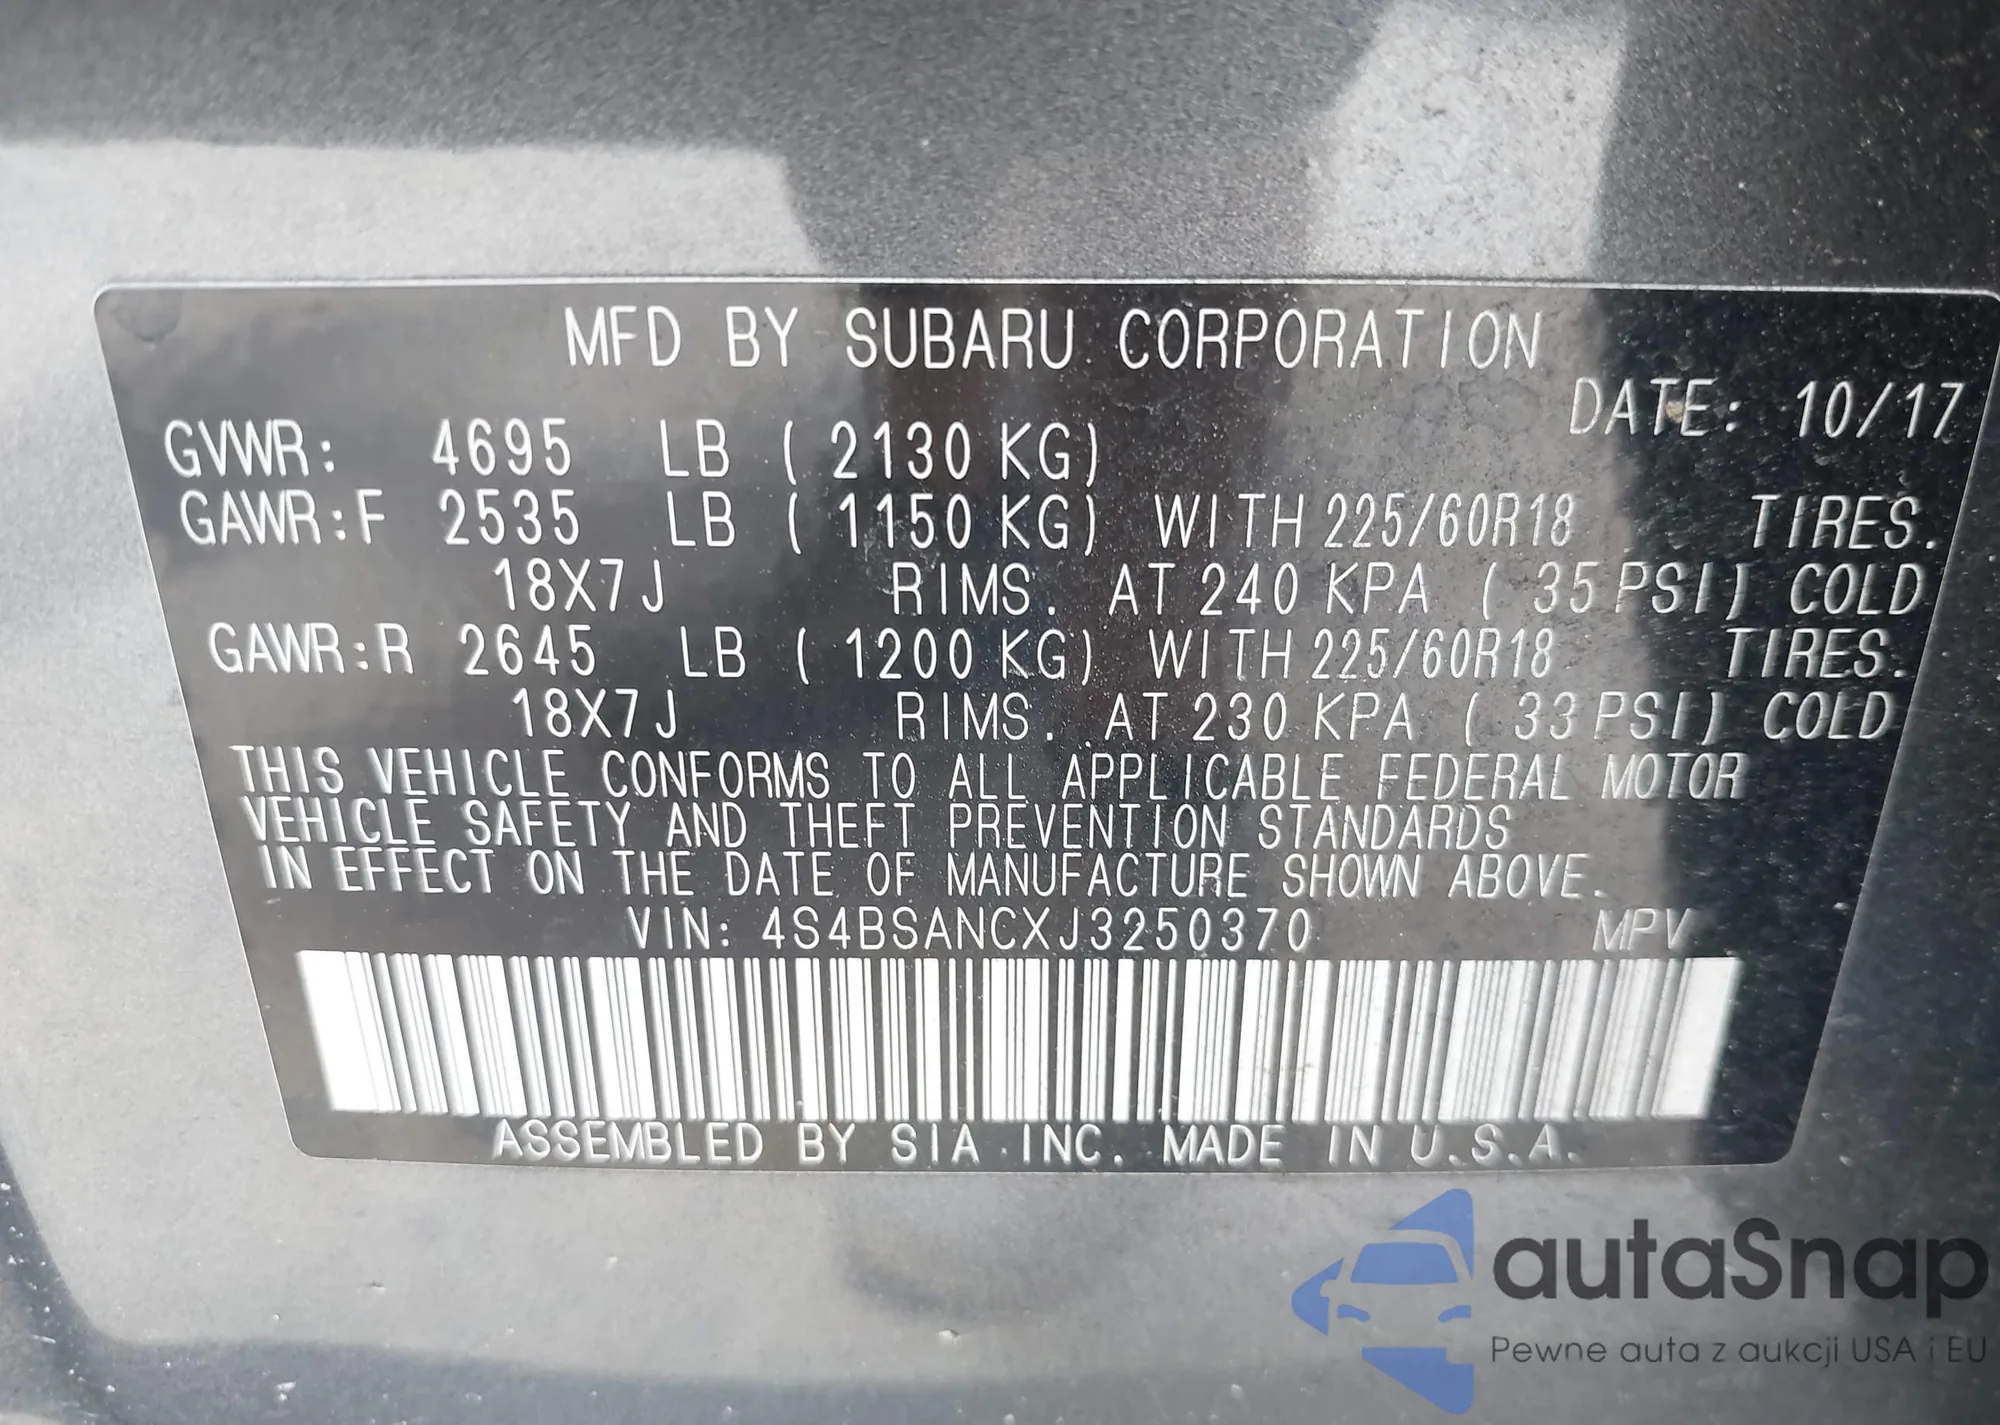 MFD BY SUBARU CORPORATION
DATE: 10/17
GVWR: 4695 LB ( 2130 KG)
GAWR:F 2535 LB ( 1150 KG) WITH 225/60R18 TIRES.
18X7J RIMS. AT 240 KPA ( 35 PSI) COLD
GAWR:R 2645 LB ( 1200 KG) WITH 225/60R18 TIRES.
18X7J RIMS. AT 230 KPA ( 33 PSI) COLD
THIS VEHICLE CONFORMS TO ALL APPLICABLE FEDERAL MOTOR
VEHICLE SAFETY AND THEFT PREVENTION STANDARDS
IN EFFECT ON THE DATE OF MANUFACTURE SHOWN ABOVE.
VIN: 4S4BSANCXJ3250370 MPV
ASSEMBLED BY SIA INC. MADE IN U.S.A.
autaSnap
Pewne auta z aukcji USA i EU